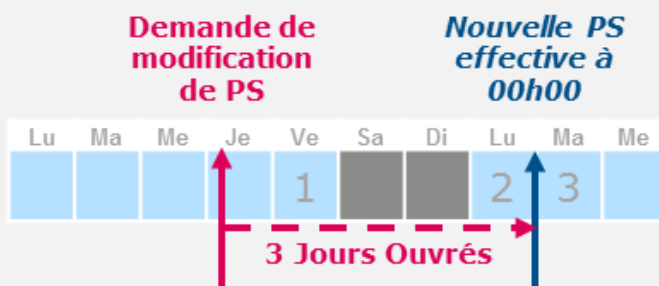 Demande de
modification
de PS
Nouvelle PS
effective à
00h00
Lu Ma Me Je Ve Sa Di Lu Ma Me
1 2 3
3 Jours Ouvrés